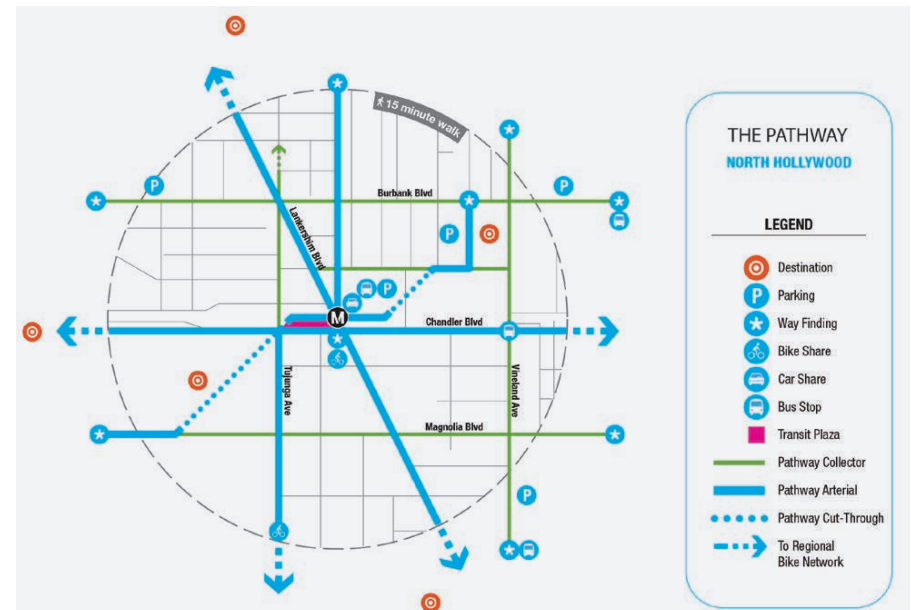 15 minute walk
Burbank Blvd
Lankershim Blvd
P
P
P
P
M
Chandler Blvd
Tujunga Ave
Vineland Ave
Magnolia Blvd
P
THE PATHWAY
NORTH HOLLYWOOD
LEGEND
Destination
P Parking
Way Finding
Bike Share
Car Share
Bus Stop
Transit Plaza
Pathway Collector
Pathway Arterial
Pathway Cut-Through
To Regional
Bike Network